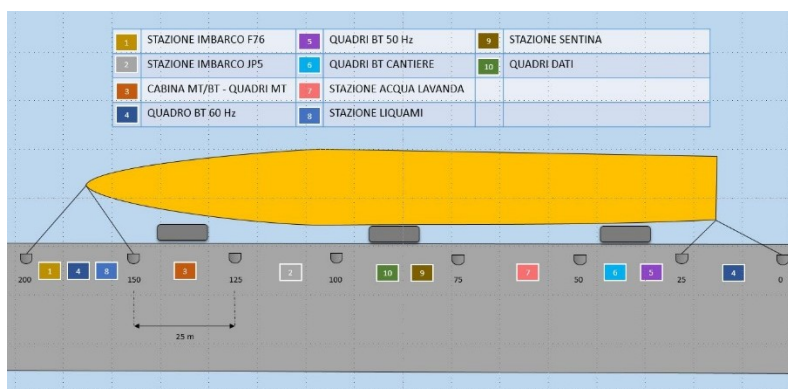 1 STAZIONE IMBARCO F76 5 QUADRI BT 50 Hz 9 STAZIONE SENTINA
2 STAZIONE IMBARCO JP5 6 QUADRI BT CANTIERE 10 QUADRI DATI
3 CABINA MT/BT - QUADRI MT 7 STAZIONE ACQUA LAVANDA
4 QUADRO BT 60 Hz 8 STAZIONE LIQUAMI
1 4 8 3 2 10 9 7 6 5 4
200 150 125 100 75 50 25 0
25 m